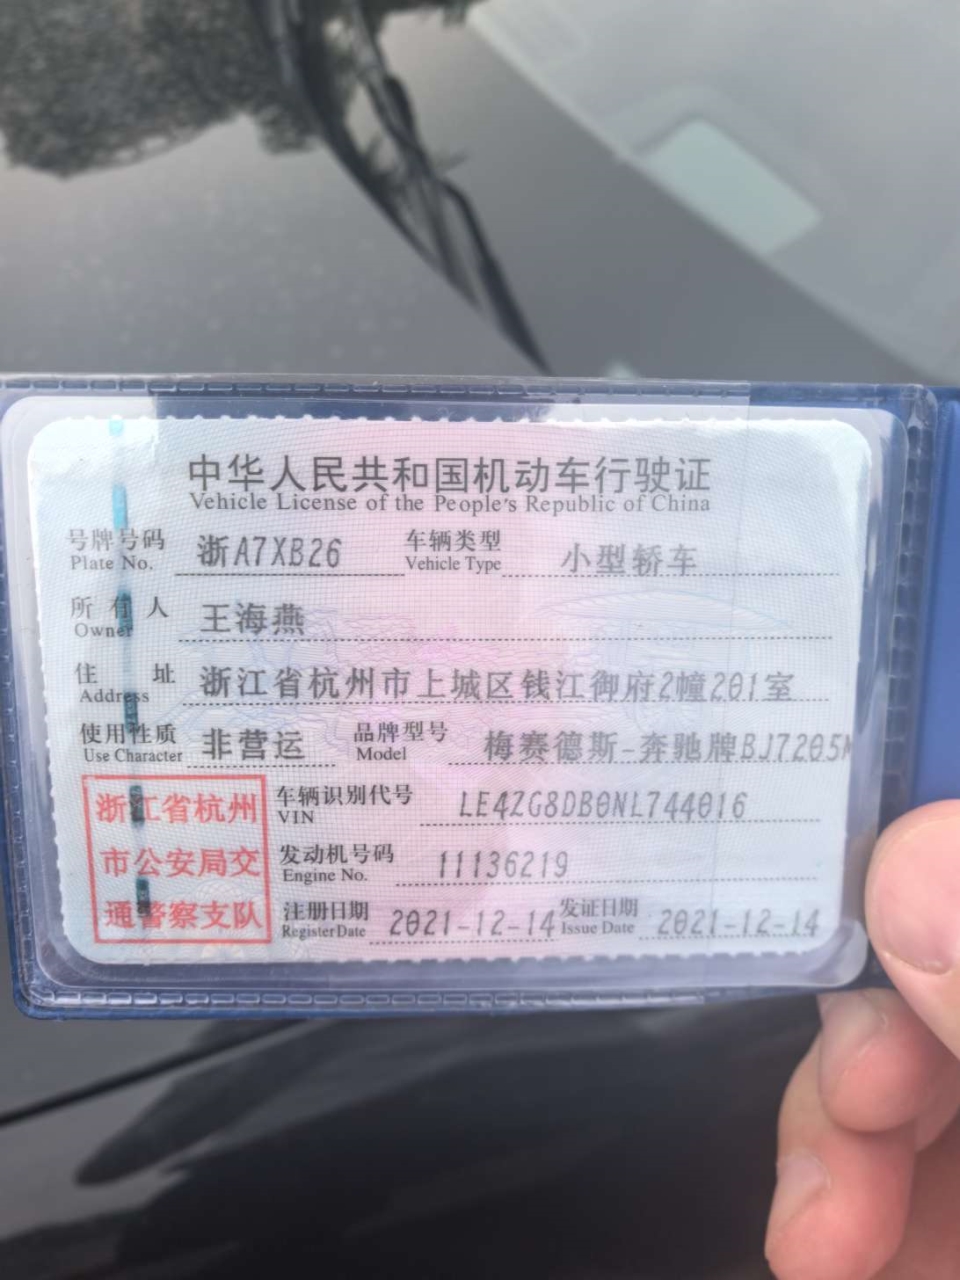 中华人民共和国机动车行驶证
Vehicle License of the People's Republic of China
号牌号码 浙A7XB26 车辆类型 小型轿车
Plate No. Vehicle Type
所有人 王海燕
Owner
住址 浙江省杭州市上城区钱江御府2幢201室
Address
使用性质 非营运 品牌型号 梅赛德斯-奔驰牌BJ7205M
Use Character Model
浙江省杭州
市公安局交
通警察支队
车辆识别代号 LE4ZG8DB0NL744016
VIN
发动机号码 11136219
Engine No.
注册日期 2021-12-14 发证日期 2021-12-14
Register Date Issue Date